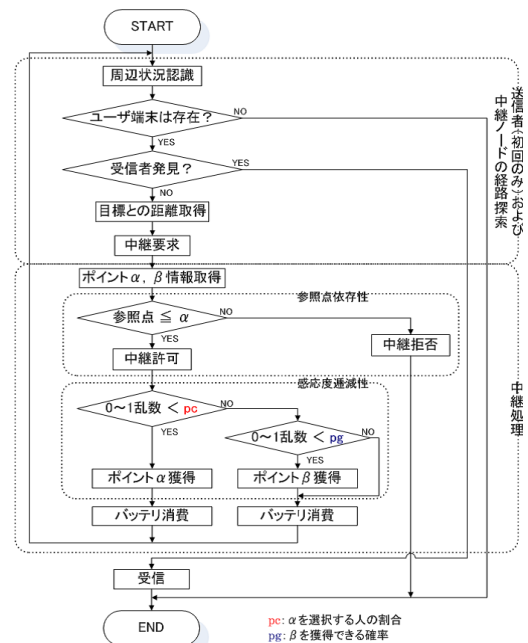 START
周辺状況認識
ユーザ端末は存在？
NO
YES
受信者発見？
YES
NO
目標との距離取得
中継要求
送信者(初回のみ)および
中継ノードの経路探索
ポイントα, β情報取得
参照点依存性
参照点 ≦ α
NO
YES
中継許可
中継拒否
感応度逓減性
0～1乱数 < pc
NO
YES
0～1乱数 < pg
NO
YES
ポイントα獲得
ポイントβ獲得
バッテリ消費
バッテリ消費
中継処理
受信
END
pc: αを選択する人の割合
pg: βを獲得できる確率